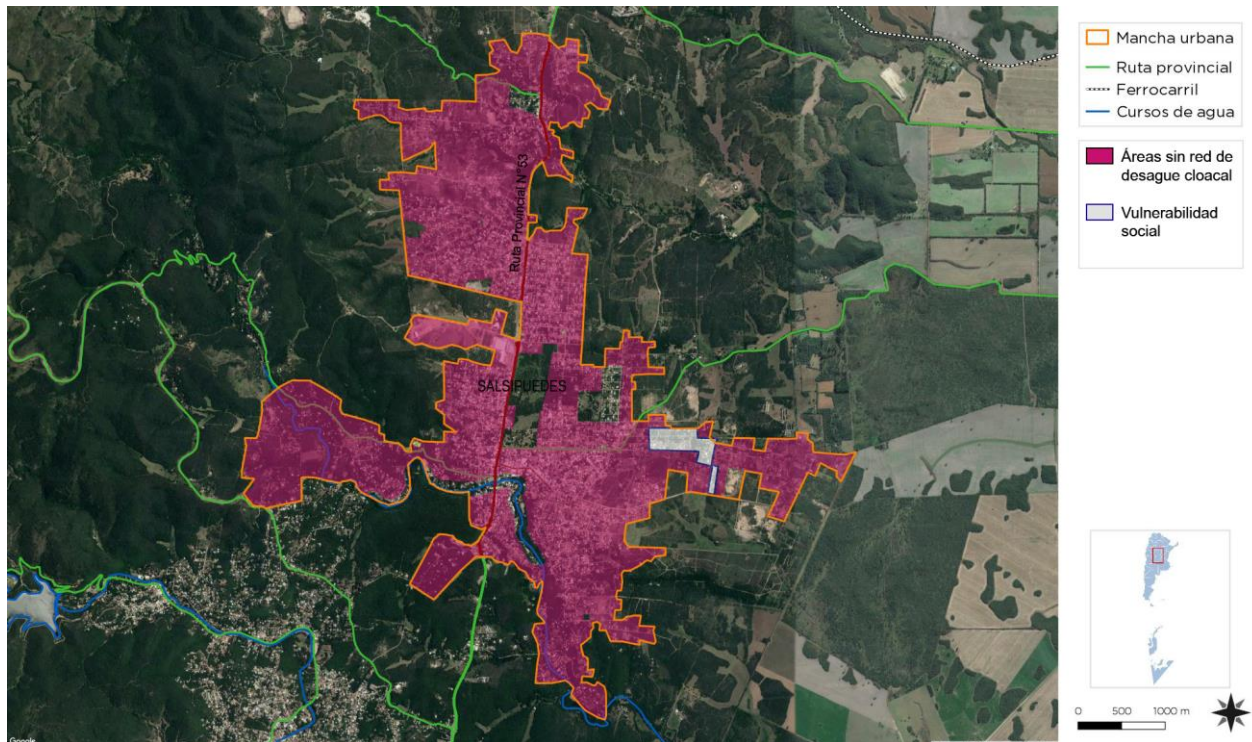 Mancha urbana
Ruta provincial
Ferrocarril
Cursos de agua
Áreas sin red de
desague cloacal
Vulnerabilidad
social
Ruta Provincial N°53
SALSIPUEDES
0 500 1000 m
Google